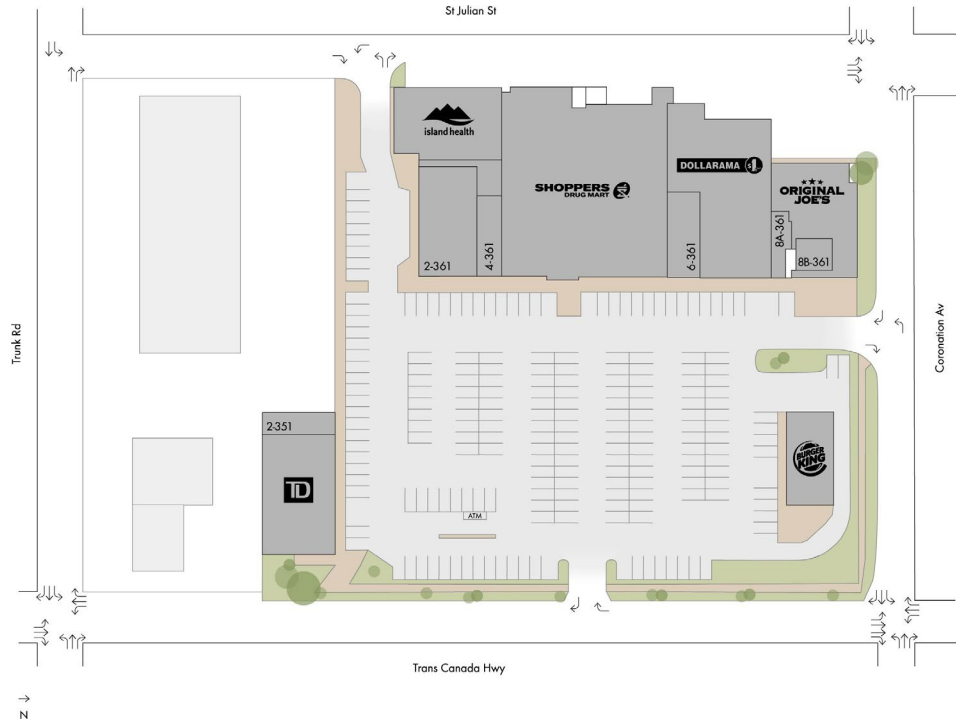 St Julian St
island health
DOLLARAMA $1
SHOPPERS
DRUG MART
ORIGINAL
JOE'S
2-361
4-361
6-361
8A-361
8B-361
Trunk Rd
Coronation Av
2-351
TD
BURGER
KING
ATM
Trans Canada Hwy
N